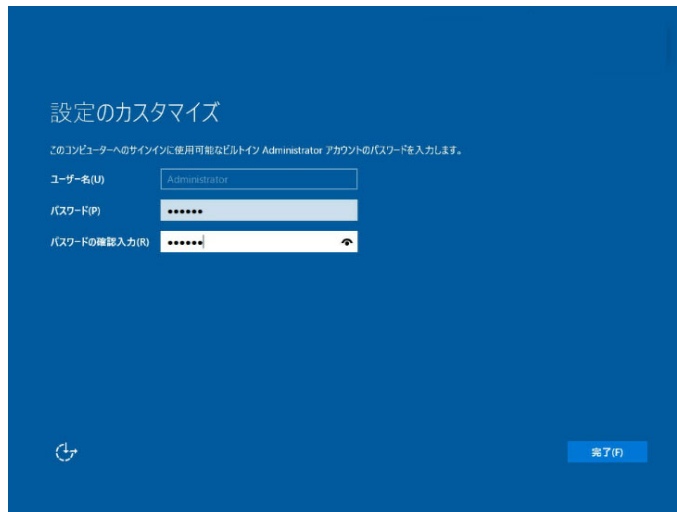 設定のカスタマイズ
このコンピューターへのサインインに使用可能なビルトイン Administrator アカウントのパスワードを入力します。
ユーザー名(U)
Administrator
パスワード(P)
••••••
パスワードの確認入力(R)
••••••
完了(F)